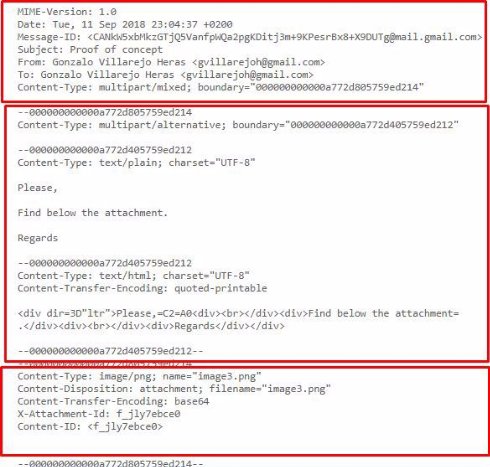 MIME-Version: 1.0
Date: Tue, 11 Sep 2018 23:04:37 +0200
Message-ID: <CANkW5xbMkzGTjQ5VanfpWQa2pgKDitj3m+9KPesrBx8+X9DUTg@mail.gmail.com>
Subject: Proof of concept
From: Gonzalo Villarejo Heras <gvillarejoh@gmail.com>
To: Gonzalo Villarejo Heras <gvillarejoh@gmail.com>
Content-Type: multipart/mixed; boundary="000000000000a772d805759ed214"
--000000000000a772d805759ed214
Content-Type: multipart/alternative; boundary="000000000000a772d405759ed212"
--000000000000a772d405759ed212
Content-Type: text/plain; charset="UTF-8"
Please,
Find below the attachment.
Regards
--000000000000a772d405759ed212
Content-Type: text/html; charset="UTF-8"
Content-Transfer-Encoding: quoted-printable
<div dir=3D"ltr">Please,=C2=A0<div><br></div><div>Find below the attachment=
.</div><div><br></div><div>Regards</div></div>
--000000000000a772d405759ed212--
--000000000000a772d805759ed214
Content-Type: image/png; name="image3.png"
Content-Disposition: attachment; filename="image3.png"
Content-Transfer-Encoding: base64
X-Attachment-Id: f_jly7ebce0
Content-ID: <f_jly7ebce0>
--000000000000a772d805759ed214--